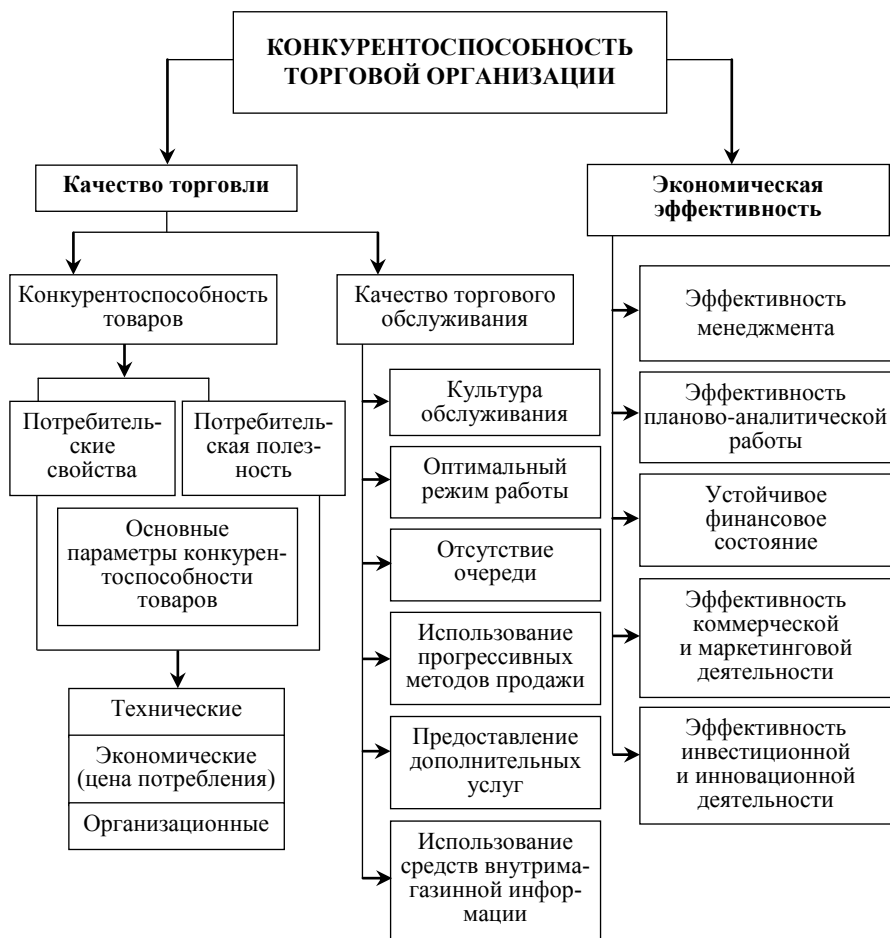 КОНКУРЕНТОСПОСОБНОСТЬ
ТОРГОВОЙ ОРГАНИЗАЦИИ
Качество торговли
Экономическая
эффективность
Конкурентоспособность
товаров
Качество торгового
обслуживания
Потребитель-
ские
свойства
Потребитель-
ская полез-
ность
Основные
параметры конкурен-
тоспособности
товаров
Технические
Экономические
(цена потребления)
Организационные
Культура
обслуживания
Оптимальный
режим работы
Отсутствие
очереди
Использование
прогрессивных
методов продажи
Предоставление
дополнительных
услуг
Использование
средств внутрима-
газинной инфор-
мации
Эффективность
менеджмента
Эффективность
планово-аналитической
работы
Устойчивое
финансовое
состояние
Эффективность
коммерческой
и маркетинговой
деятельности
Эффективность
инвестиционной
и инновационной
деятельности